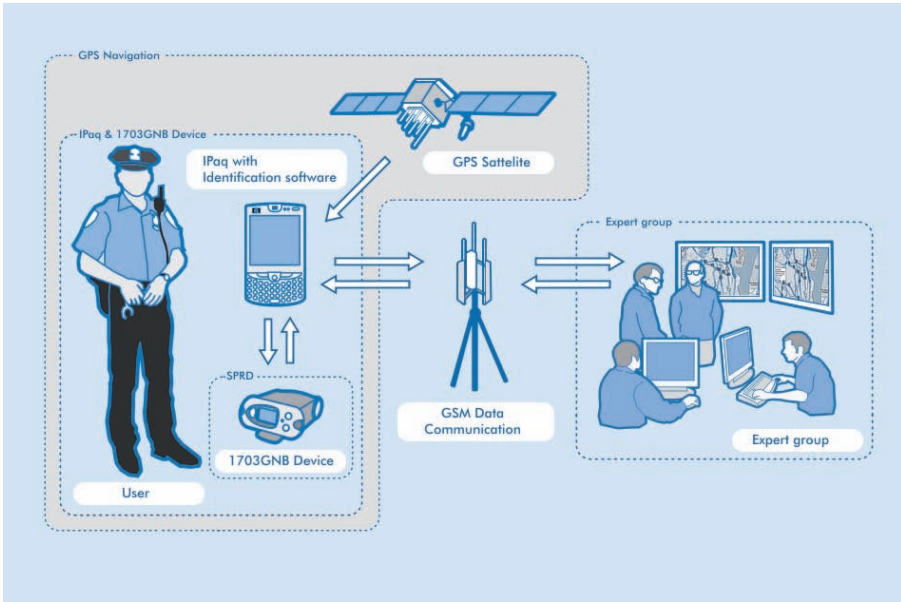 GPS Navigation
IPaq & 1703GNB Device
IPaq with
Identification software
GPS Sattelite
Expert group
SPRD
1703GNB Device
User
GSM Data
Communication
Expert group